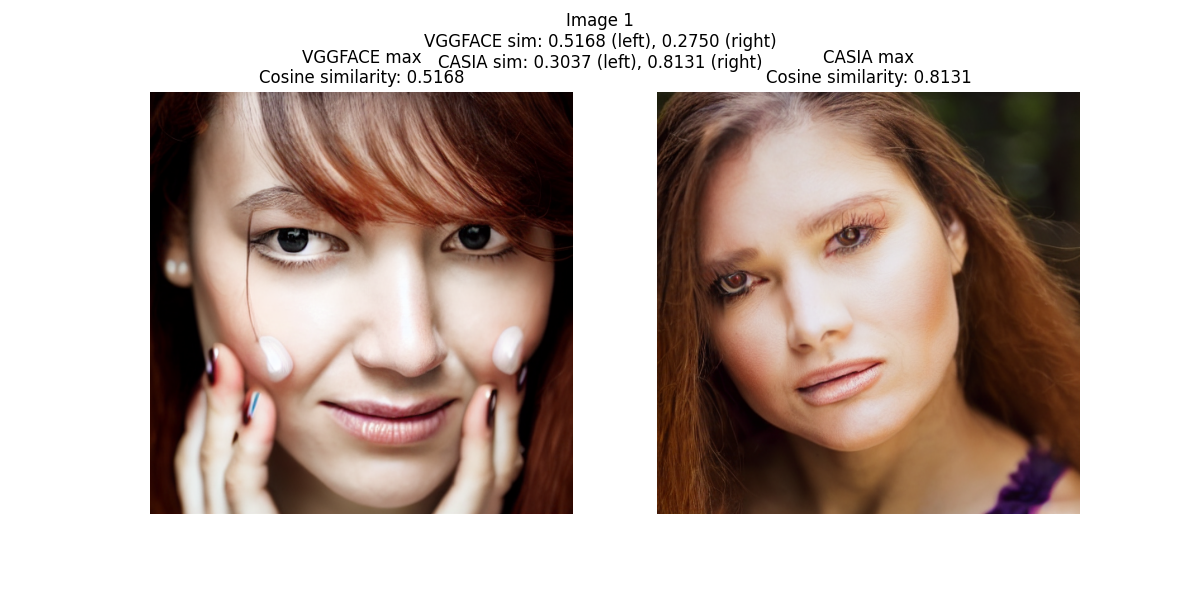 Image 1
VGGFACE sim: 0.5168 (left), 0.2750 (right)
CASIA sim: 0.3037 (left), 0.8131 (right)
VGGFACE max
Cosine similarity: 0.5168
CASIA max
Cosine similarity: 0.8131